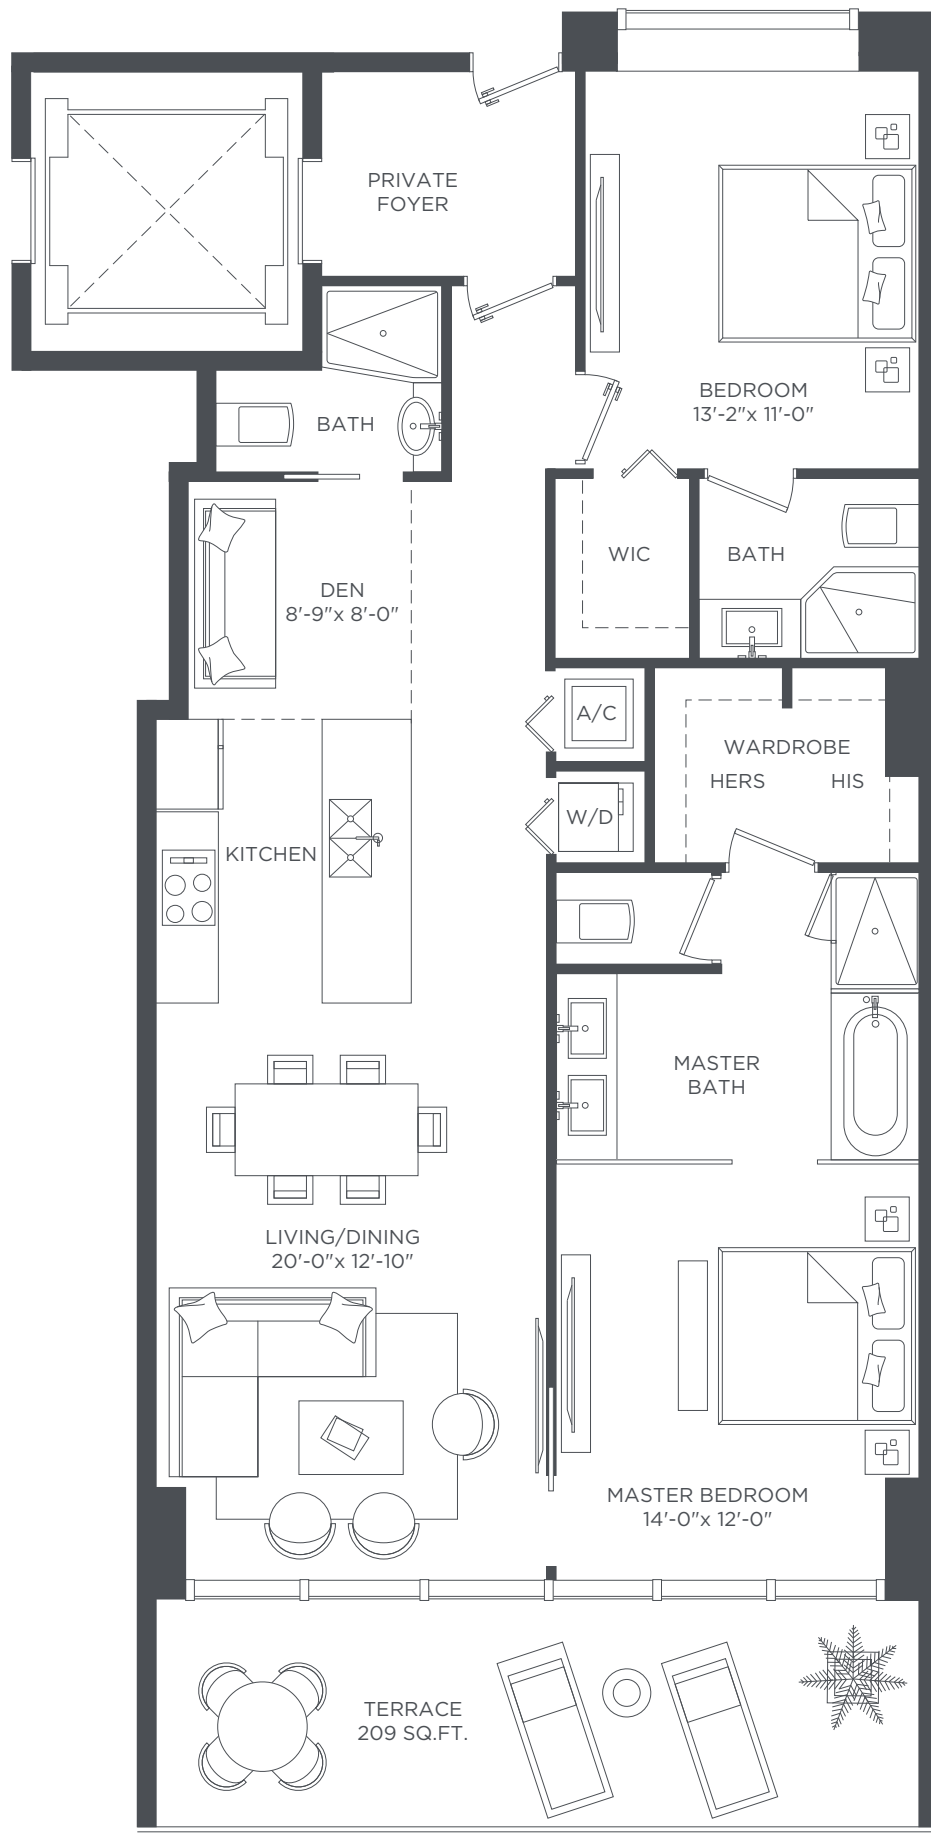 PRIVATE
FOYER
BEDROOM
13'-2"x 11'-0"
BATH
WIC
BATH
DEN
8'-9"x 8'-0"
A/C
WARDROBE
HERS HIS
W/D
KITCHEN
MASTER
BATH
LIVING/DINING
20'-0"x 12'-10"
MASTER BEDROOM
14'-0"x 12'-0"
TERRACE
209 SQ.FT.